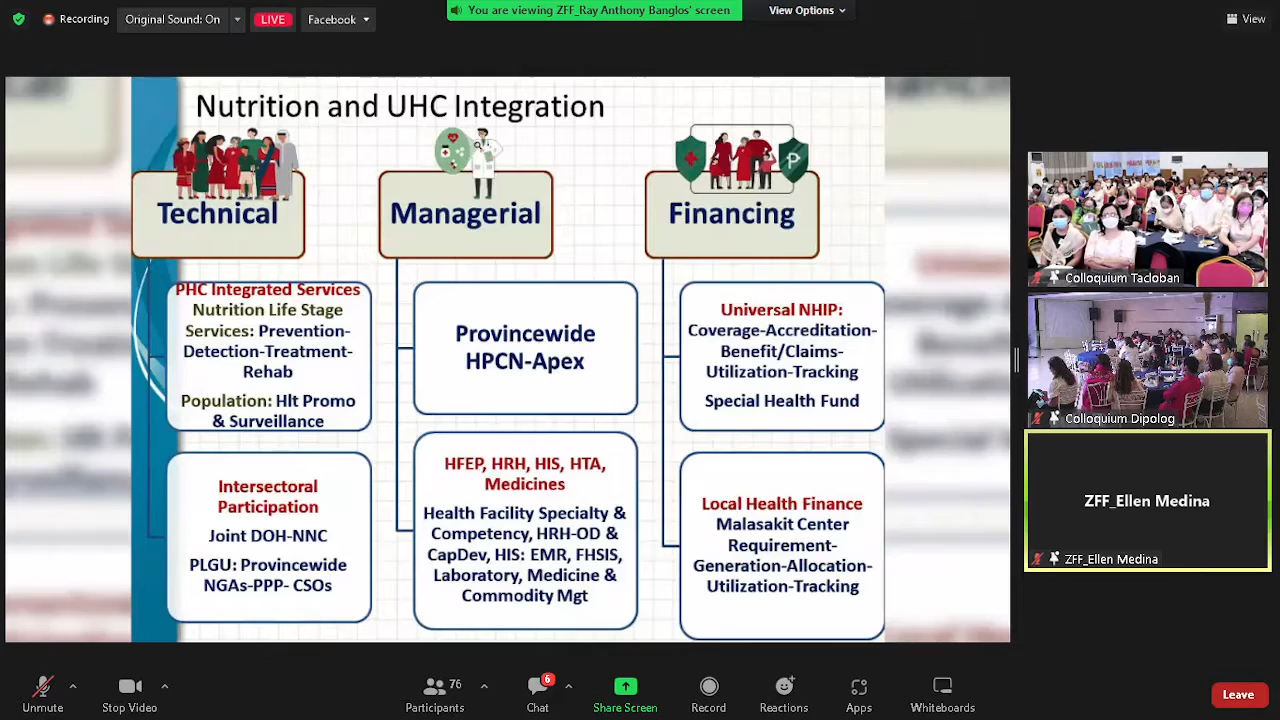 Recording
Original Sound: On
LIVE
Facebook
You are viewing ZFF_Ray Anthony Banglos' screen
View Options
View
Nutrition and UHC Integration
Technical
PHC Integrated Services
Nutrition Life Stage
Services: Prevention-
Detection-Treatment-
Rehab
Population: Hlt Promo
& Surveillance
Intersectoral
Participation
Joint DOH-NNC
PLGU: Provincewide
NGAs-PPP- CSOs
Managerial
Provincewide
HPCN-Apex
HFEP, HRH, HIS, HTA,
Medicines
Health Facility Specialty &
Competency, HRH-OD &
CapDev, HIS: EMR, FHSIS,
Laboratory, Medicine &
Commodity Mgt
P
Financing
Universal NHIP:
Coverage-Accreditation-
Benefit/Claims-
Utilization-Tracking
Special Health Fund
Local Health Finance
Malasakit Center
Requirement-
Generation-Allocation-
Utilization-Tracking
Colloquium Tacloban
Colloquium Dipolog
ZFF_Ellen Medina
ZFF_Ellen Medina
Unmute
Stop Video
76
Participants
6
Chat
Share Screen
Record
Reactions
Apps
Whiteboards
Leave